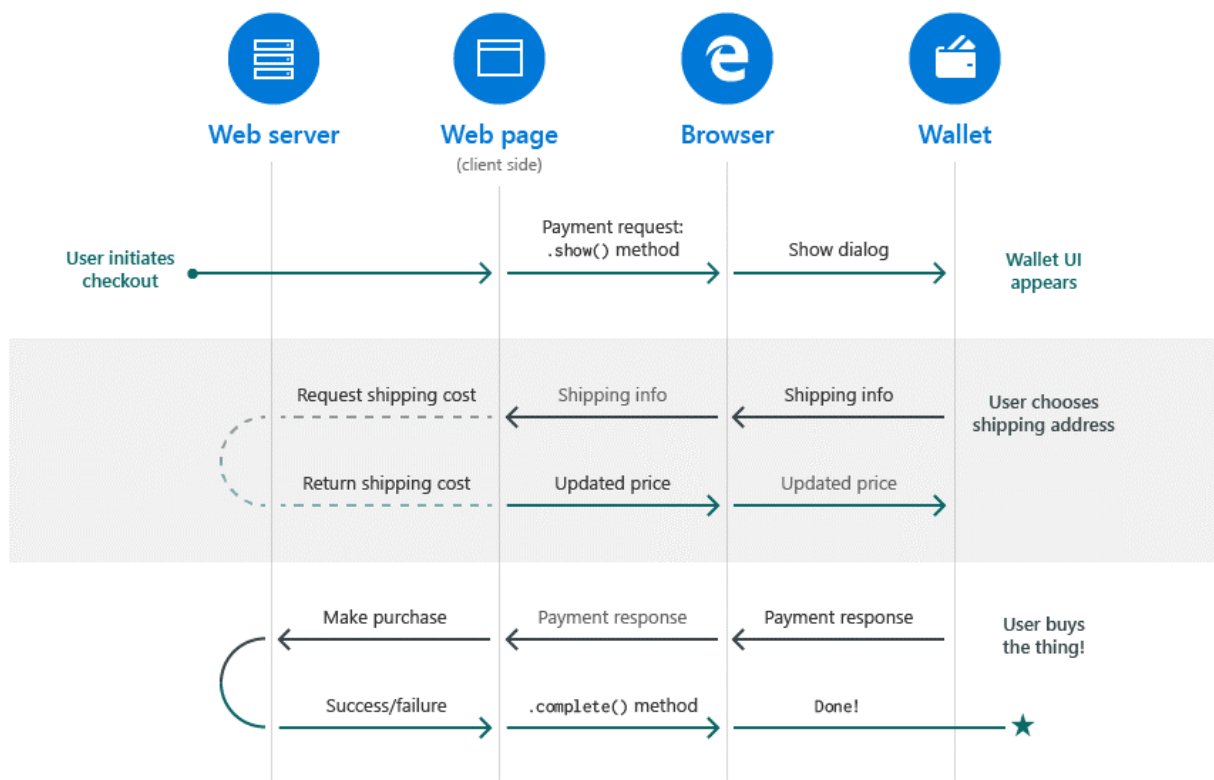 Web server
Web page
(client side)
Browser
Wallet
User initiates
checkout
Payment request:
.show() method
Show dialog
Wallet UI
appears
Request shipping cost
Shipping info
Shipping info
User chooses
shipping address
Return shipping cost
Updated price
Updated price
Make purchase
Payment response
Payment response
User buys
the thing!
Success/failure
.complete() method
Done!